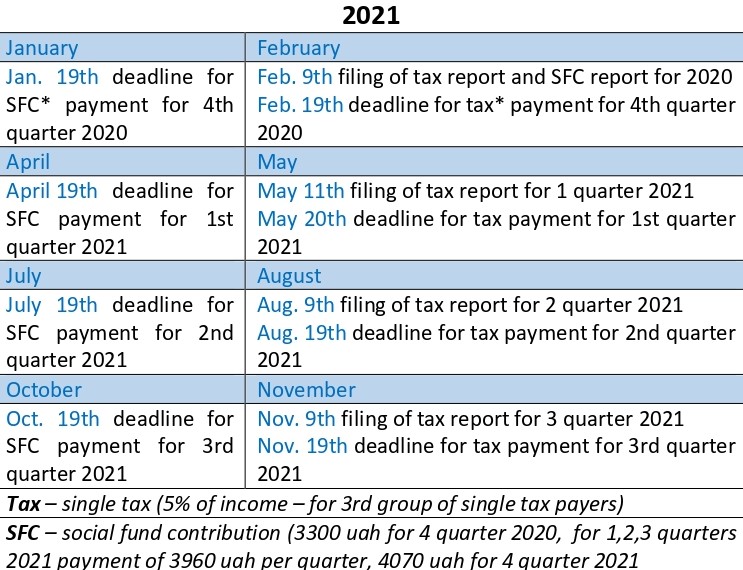 2021
January
February
Jan. 19th deadline for
SFC* payment for 4th
quarter 2020
Feb. 9th filing of tax report and SFC report for 2020
Feb. 19th deadline for tax* payment for 4th quarter
2020
April
May
April 19th deadline for
SFC payment for 1st
quarter 2021
May 11th filing of tax report for 1 quarter 2021
May 20th deadline for tax payment for 1st quarter
2021
July
August
July 19th deadline for
SFC payment for 2nd
quarter 2021
Aug. 9th filing of tax report for 2 quarter 2021
Aug. 19th deadline for tax payment for 2nd quarter
2021
October
November
Oct. 19th deadline for
SFC payment for 3rd
quarter 2021
Nov. 9th filing of tax report for 3 quarter 2021
Nov. 19th deadline for tax payment for 3rd quarter
2021
Tax – single tax (5% of income – for 3rd group of single tax payers)
SFC – social fund contribution (3300 uah for 4 quarter 2020, for 1,2,3 quarters
2021 payment of 3960 uah per quarter, 4070 uah for 4 quarter 2021